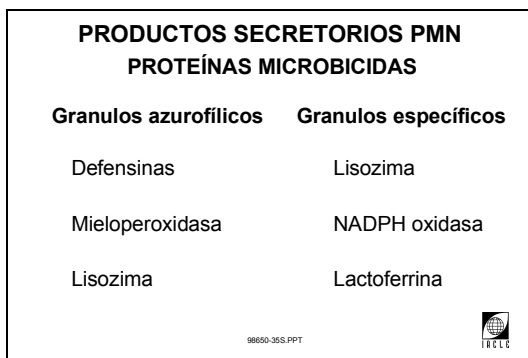 PRODUCTOS SECRETORIOS PMN
PROTEÍNAS MICROBICIDAS
Granulos azurofílicos Granulos específicos
Defensinas Lisozima
Mieloperoxidasa NADPH oxidasa
Lisozima Lactoferrina
98650-35S.PPT
IACLE